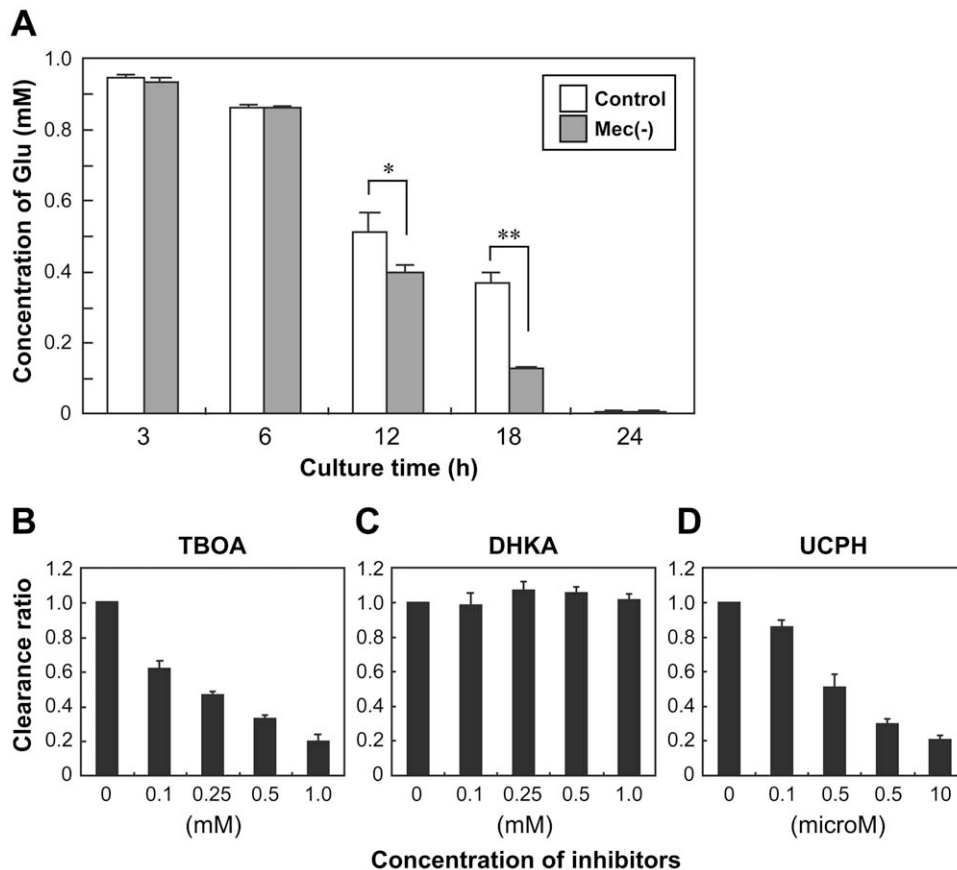 A
Concentration of Glu (mM)
1.0
0.8
0.6
0.4
0.2
0
Control
Mec(-)
*
**
3 6 12 18 24
Culture time (h)
B
TBOA
Clearance ratio
1.2
1.0
0.8
0.6
0.4
0.2
0
0 0.1 0.25 0.5 1.0
(mM)
C
DHKA
1.2
1.0
0.8
0.6
0.4
0.2
0
0 0.1 0.25 0.5 1.0
(mM)
D
UCPH
1.2
1.0
0.8
0.6
0.4
0.2
0
0 0.1 0.5 0.5 10
(microM)
Concentration of inhibitors